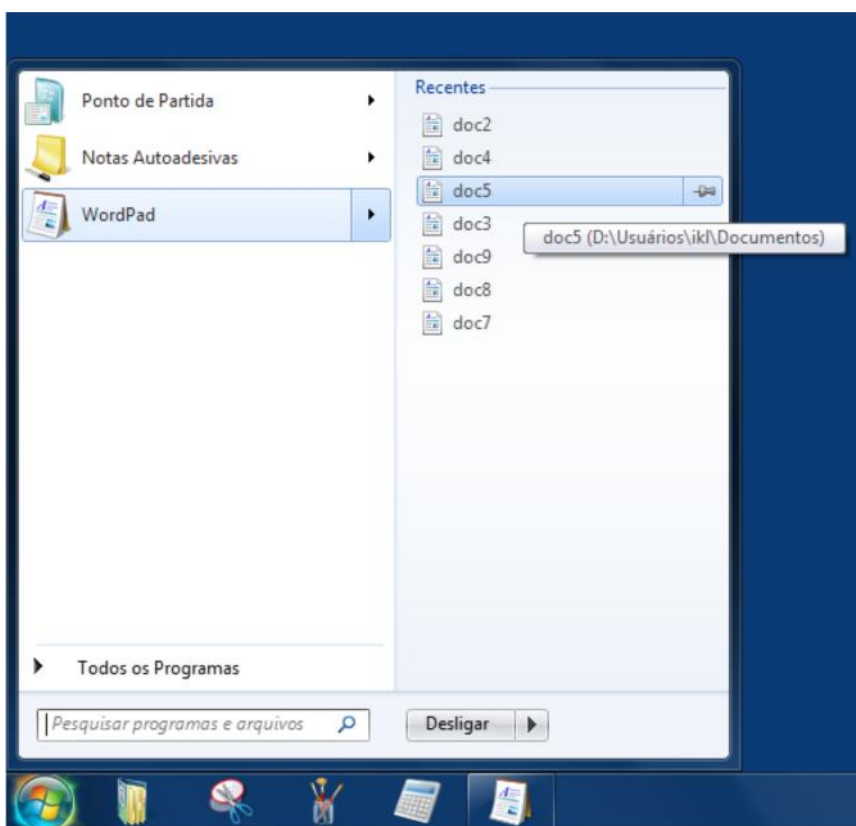 Ponto de Partida
Notas Autoadesivas
WordPad
Todos os Programas
Pesquisar programas e arquivos
Recentes
doc2
doc4
doc5
doc3
doc5 (D:\Usuários\ikl\Documentos)
doc9
doc8
doc7
Desligar